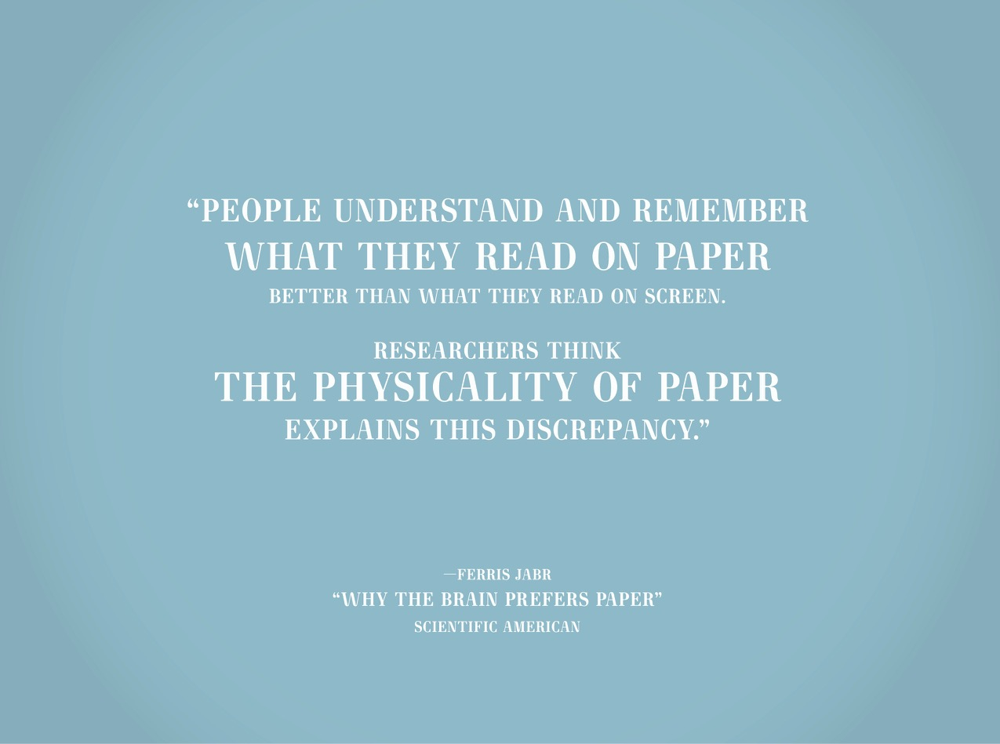 “PEOPLE UNDERSTAND AND REMEMBER
WHAT THEY READ ON PAPER
BETTER THAN WHAT THEY READ ON SCREEN.
RESEARCHERS THINK
THE PHYSICALITY OF PAPER
EXPLAINS THIS DISCREPANCY.”
—FERRIS JABR
“WHY THE BRAIN PREFERS PAPER”
SCIENTIFIC AMERICAN